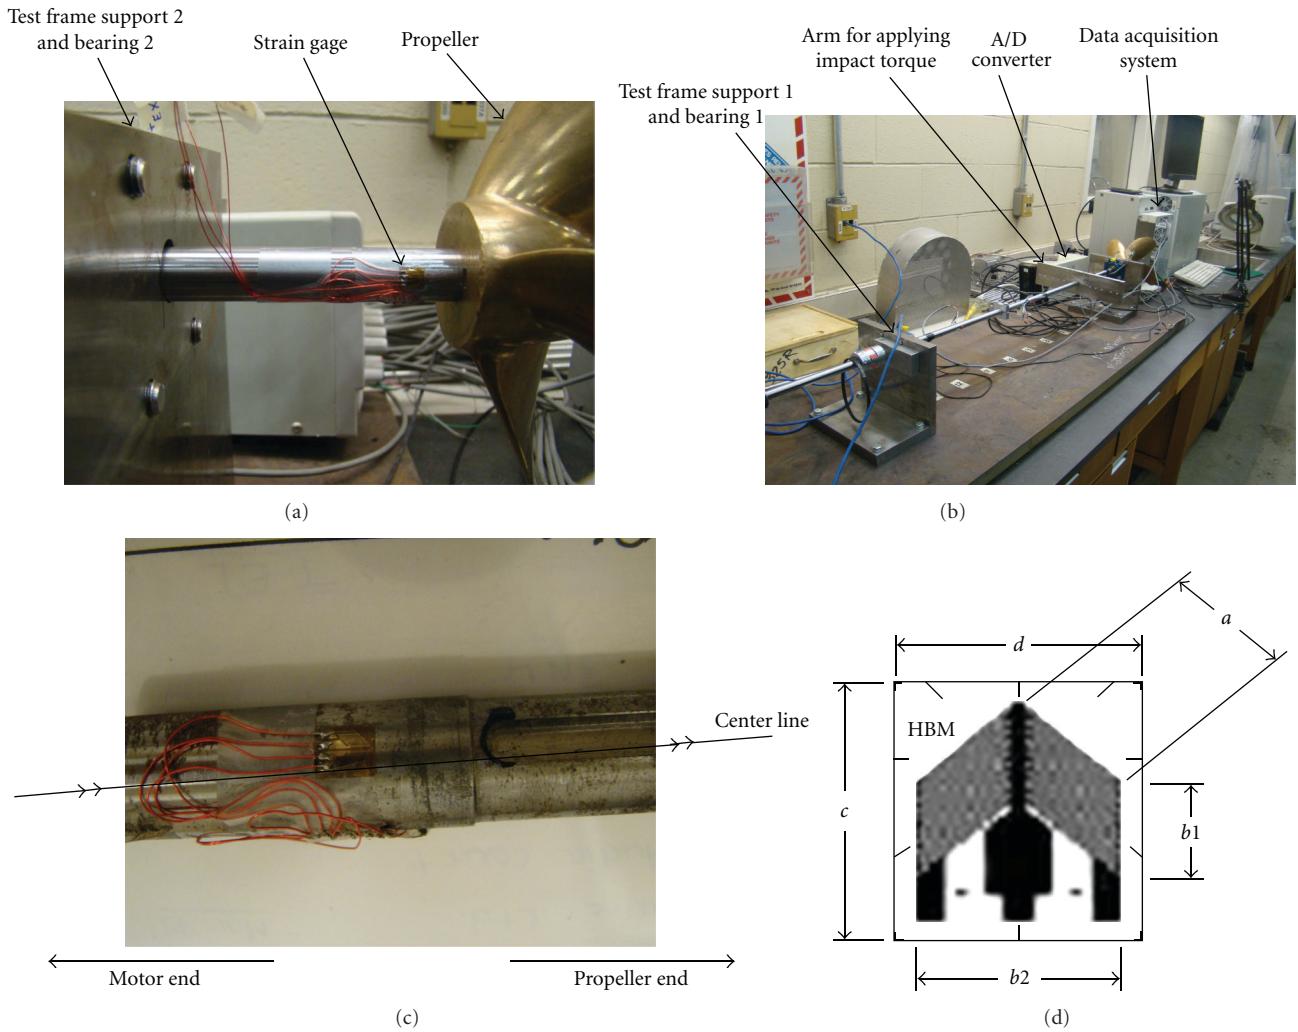 Test frame support 2
and bearing 2
Strain gage
Propeller
(a)
Arm for applying
impact torque
A/D
converter
Data acquisition
system
Test frame support 1
and bearing 1
(b)
Center line
Motor end
Propeller end
(c)
a
d
HBM
c
b1
b2
(d)